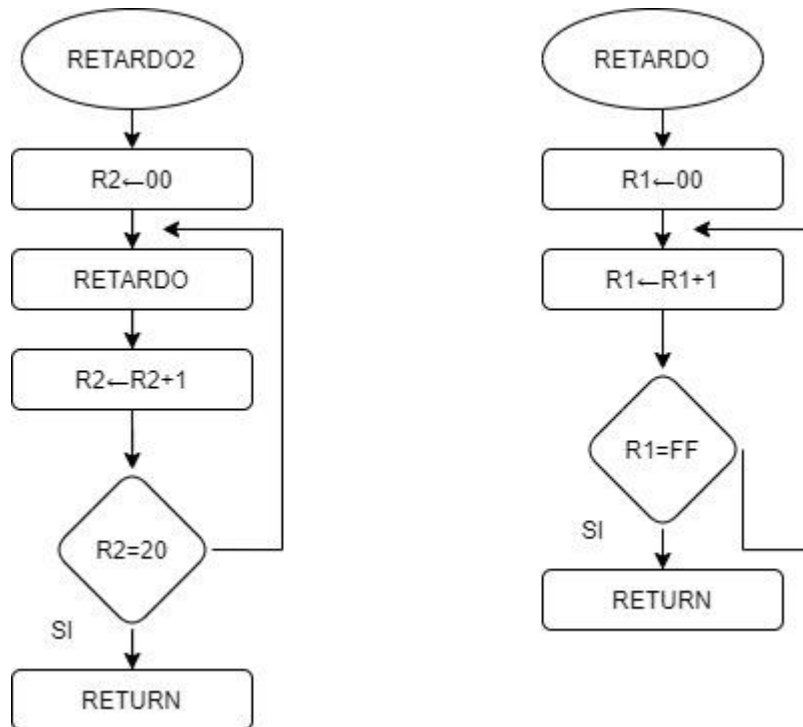 RETARDO2
R2←00
RETARDO
R2←R2+1
R2=20
SI
RETURN
RETARDO
R1←00
R1←R1+1
R1=FF
SI
RETURN